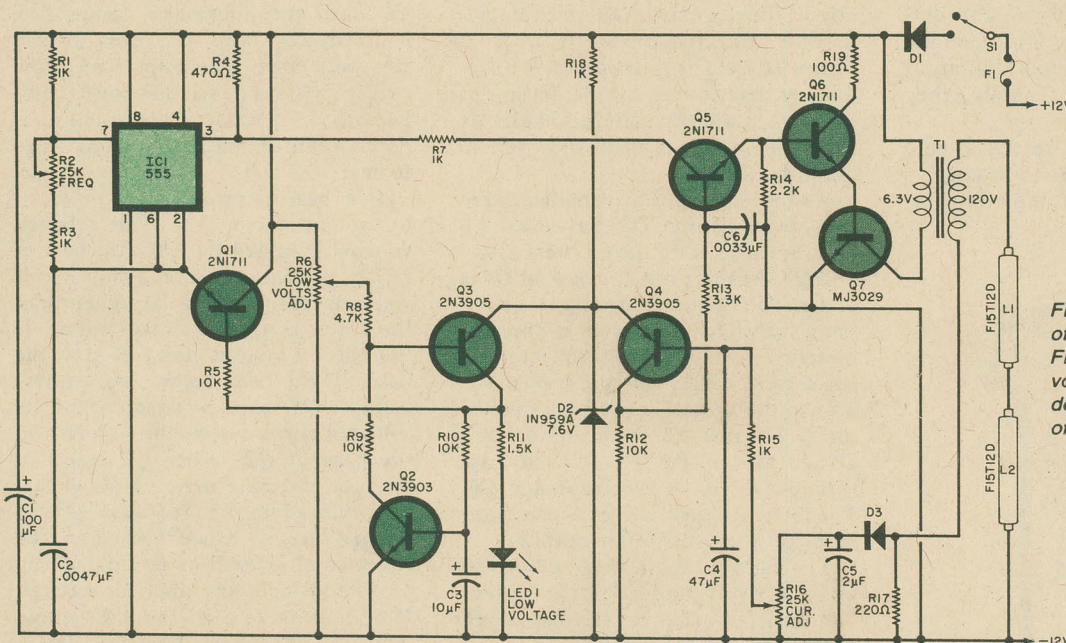 R1
1K
R4
470Ω
R18
1K
R19
100Ω
D1
S1
F1
+12V
Q6
2N1711
Q5
2N1711
8
4
7
3
IC1
555
R2
25K
FREQ
R7
1K
R14
2.2K
T1
6.3V
120V
1
6
2
R3
1K
C6
.0033µF
Q7
MJ3029
Q1
2N1711
R6
25K
LOW
VOLTS
ADJ
R8
4.7K
Q3
2N3905
Q4
2N3905
R13
3.3K
F15T12D
L1
R5
10K
D2
1N959A
7.6V
R9
10K
R10
10K
R11
1.5K
R12
10K
R15
1K
F15T12D
L2
Q2
2N3903
D3
C1
100
µF
C2
.0047µF
C3
10µF
LED1
LOW
VOLTAGE
C4
47µF
C5
2µF
R16
25K
CUR.
ADJ
R17
220Ω
-12V
of
vo
de
of